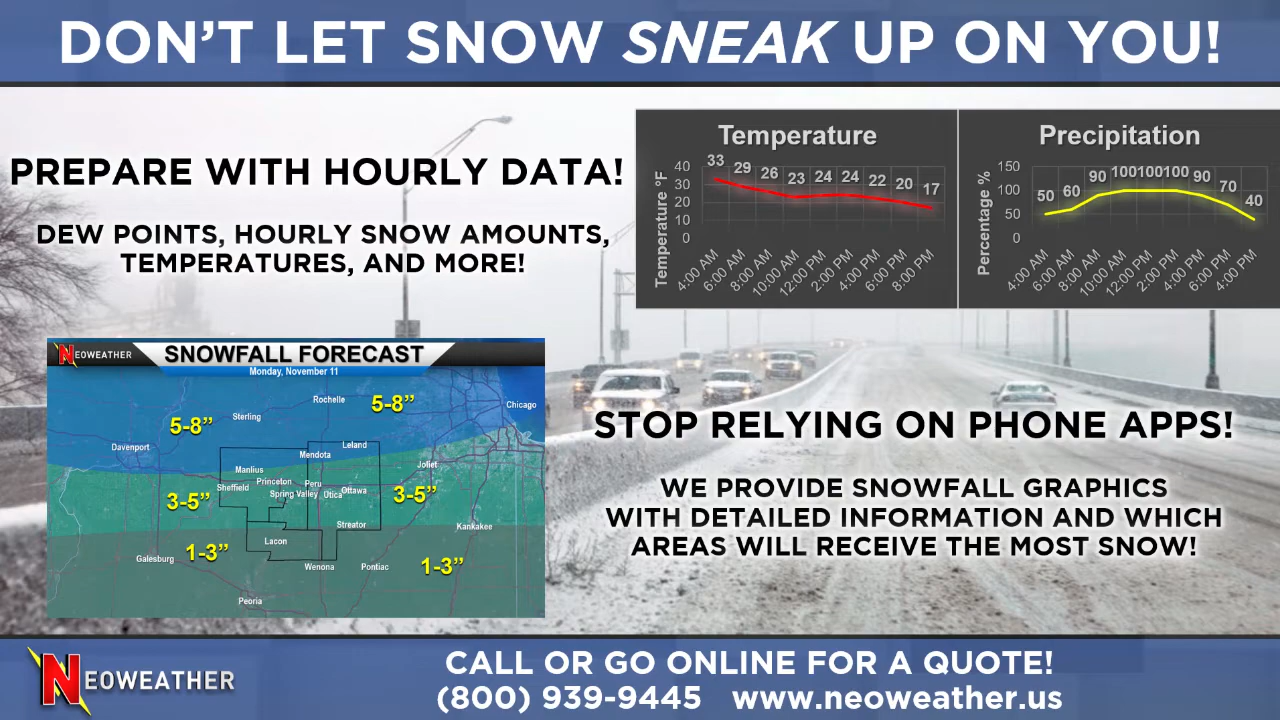 DON'T LET SNOW SNEAK UP ON YOU!
PREPARE WITH HOURLY DATA!
DEW POINTS, HOURLY SNOW AMOUNTS,
TEMPERATURES, AND MORE!
Temperature
Temperature °F
40
30
20
10
0
33 29 26 23 24 24 22 20 17
4:00 AM 6:00 AM 8:00 AM 10:00 AM 12:00 PM 2:00 PM 4:00 PM 6:00 PM 8:00 PM
Precipitation
Percentage %
150
100
50
0
50 60 90 100 100 100 90 70 40
4:00 AM 6:00 AM 8:00 AM 10:00 AM 12:00 PM 2:00 PM 4:00 PM 6:00 PM 4:00 PM
NEOWEATHER SNOWFALL FORECAST
Monday, November 11
Rochelle 5-8” Chicago
5-8” Sterling
Davenport Leland
Mendota
Manlius Joliet
Sheffield Princeton Peru
3-5” Spring Valley Utica Ottawa 3-5”
Streator Kankakee
Lacon
Galesburg 1-3” Wenona Pontiac 1-3”
Peoria
STOP RELYING ON PHONE APPS!
WE PROVIDE SNOWFALL GRAPHICS
WITH DETAILED INFORMATION AND WHICH
AREAS WILL RECEIVE THE MOST SNOW!
NEOWEATHER
CALL OR GO ONLINE FOR A QUOTE!
(800) 939-9445 www.neoweather.us